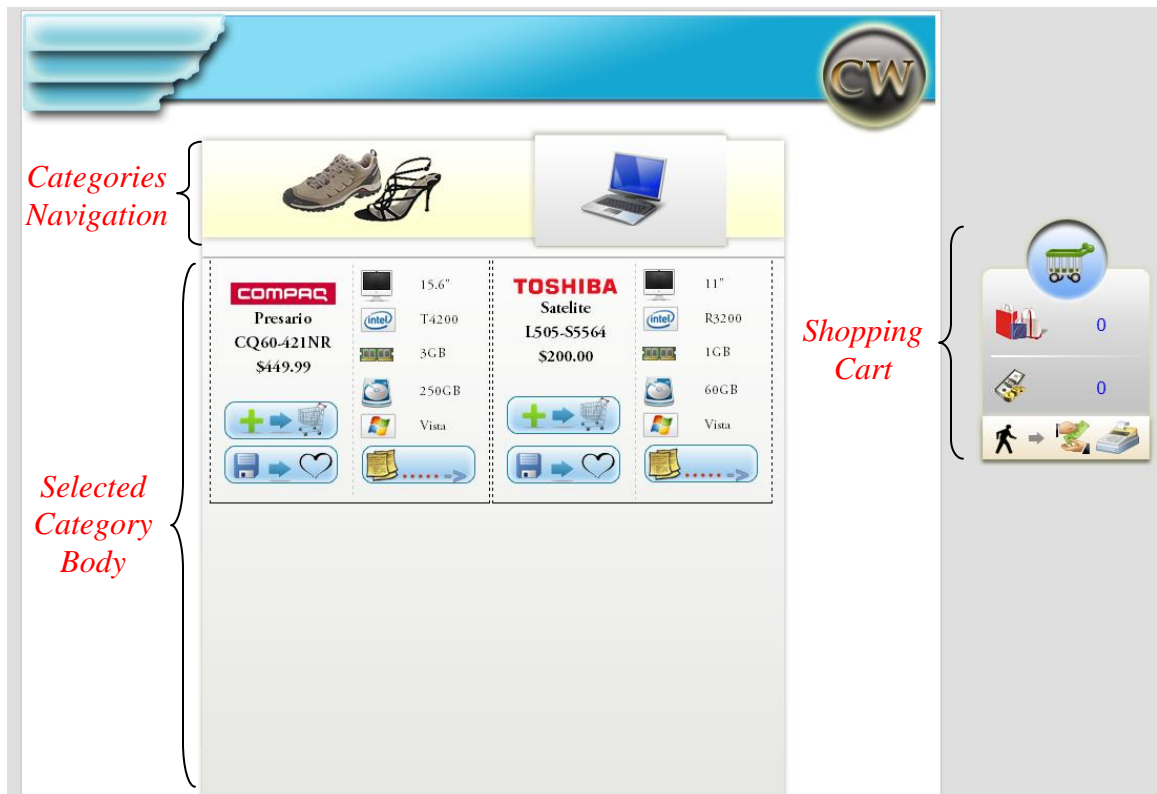 CW
Categories
Navigation
COMPAQ
Presario
CQ60-421NR
$449.99
15.6"
intel
T4200
3GB
250GB
Vista
TOSHIBA
Satelite
L505-S5564
$200.00
11"
intel
R3200
1GB
60GB
Vista
Selected
Category
Body
Shopping
Cart
0
0